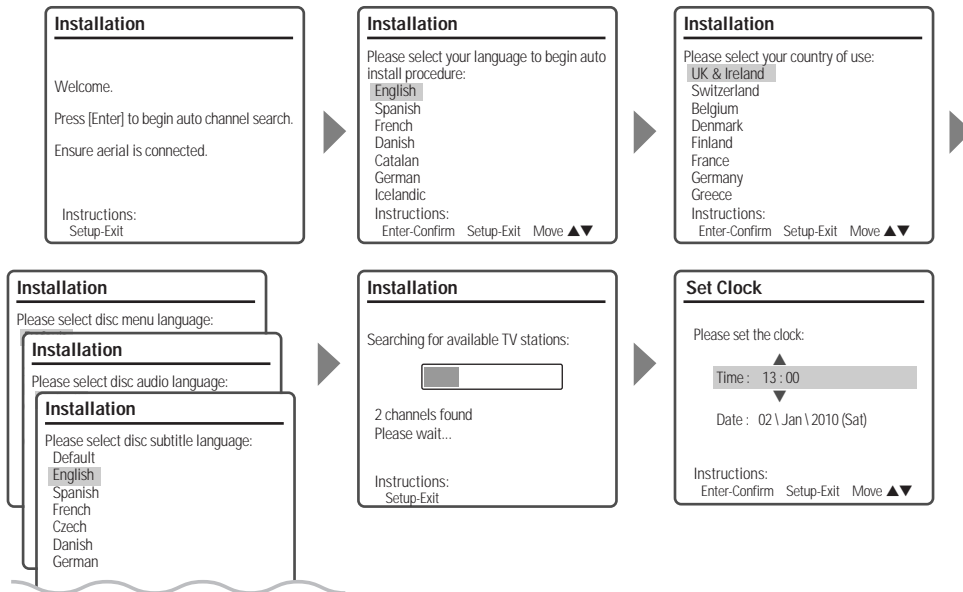 Installation
Welcome.
Press [Enter] to begin auto channel search.
Ensure aerial is connected.
Instructions:
Setup-Exit
Installation
Please select your language to begin auto
install procedure:
English
Spanish
French
Danish
Catalan
German
Icelandic
Instructions:
Enter-Confirm Setup-Exit Move ▲▼
Installation
Please select your country of use:
UK & Ireland
Switzerland
Belgium
Denmark
Finland
France
Germany
Greece
Instructions:
Enter-Confirm Setup-Exit Move ▲▼
Installation
Please select disc menu language:
Installation
Please select disc audio language:
Installation
Please select disc subtitle language:
Default
English
Spanish
French
Czech
Danish
German
Installation
Searching for available TV stations:
2 channels found
Please wait...
Instructions:
Setup-Exit
Set Clock
Please set the clock:
Time : 13 : 00
Date : 02 \ Jan \ 2010 (Sat)
Instructions:
Enter-Confirm Setup-Exit Move ▲▼